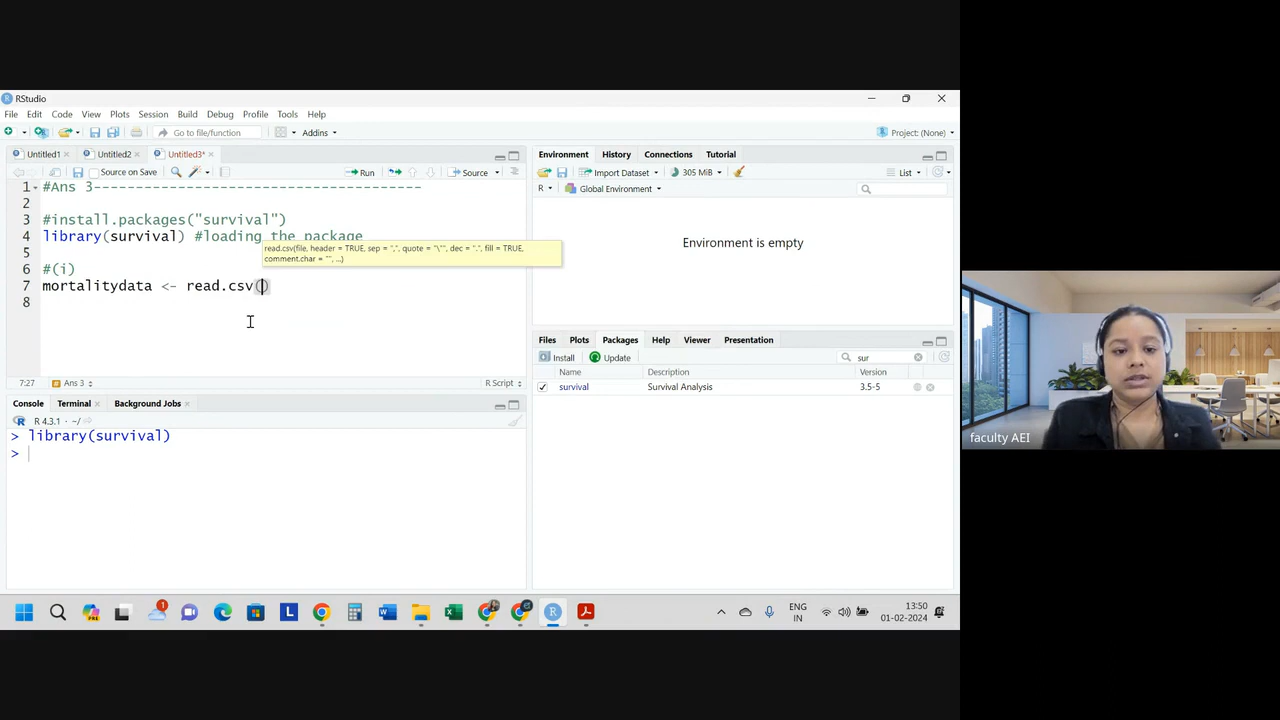 RStudio
File Edit Code View Plots Session Build Debug Profile Tools Help
Go to file/function Addins Project: (None)
Untitled1 Untitled2 Untitled3*
Source on Save Run Source
1 #Ans 3---------------------------------------
2
3 #install.packages("survival")
4 library(survival) #loading the package
read.csv(file, header = TRUE, sep = ",", quote = "\"", dec = ".", fill = TRUE,
comment.char = "", ...)
5
6 #(i)
7 mortalitydata <- read.csv()
8
7:27 Ans 3 R Script
Console Terminal Background Jobs
R 4.3.1 · ~/
> library(survival)
>
Environment History Connections Tutorial
Import Dataset 305 MiB List
R Global Environment
Environment is empty
Files Plots Packages Help Viewer Presentation
Install Update sur
Name Description Version
survival Survival Analysis 3.5-5
faculty AEI
ENG
IN
13:50
01-02-2024